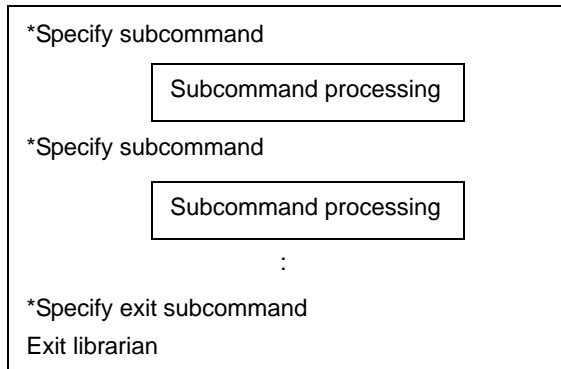 *Specify subcommand
Subcommand processing
*Specify subcommand
Subcommand processing
:
*Specify exit subcommand
Exit librarian